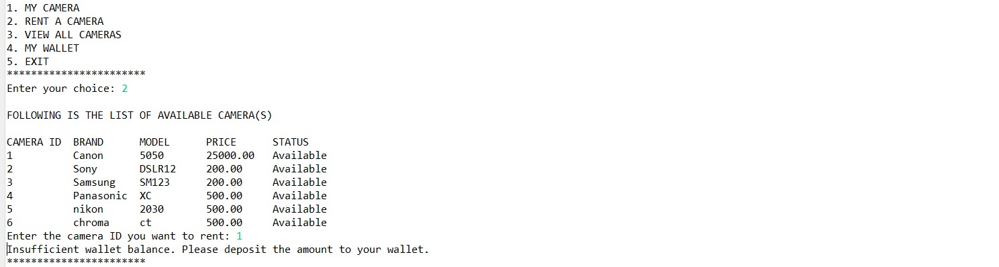 1. MY CAMERA
2. RENT A CAMERA
3. VIEW ALL CAMERAS
4. MY WALLET
5. EXIT
***********************
Enter your choice: 2
FOLLOWING IS THE LIST OF AVAILABLE CAMERA(S)
CAMERA ID  BRAND      MODEL      PRICE      STATUS
1          Canon      5050       25000.00   Available
2          Sony       DSLR12     200.00     Available
3          Samsung    SM123      200.00     Available
4          Panasonic  XC         500.00     Available
5          nikon      2030       500.00     Available
6          chroma     ct         500.00     Available
Enter the camera ID you want to rent: 1
Insufficient wallet balance. Please deposit the amount to your wallet.
***********************